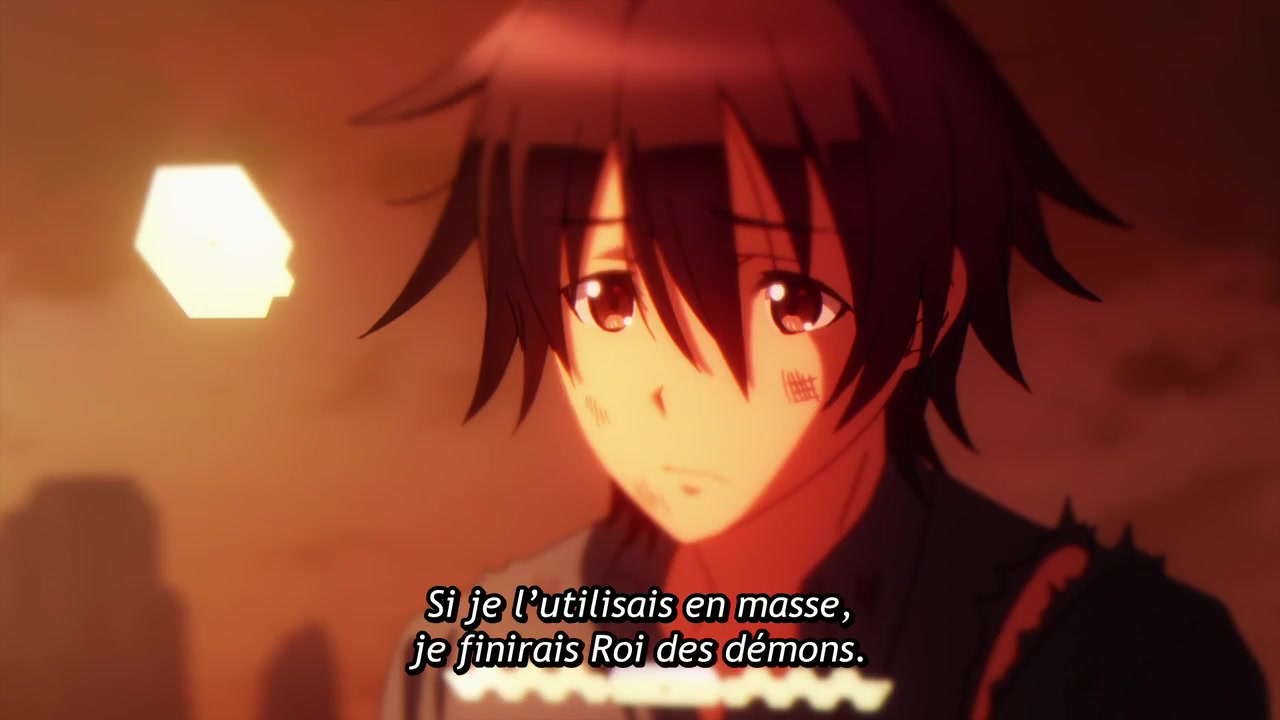 Si je l’utilisais en masse,
je finirais Roi des démons.